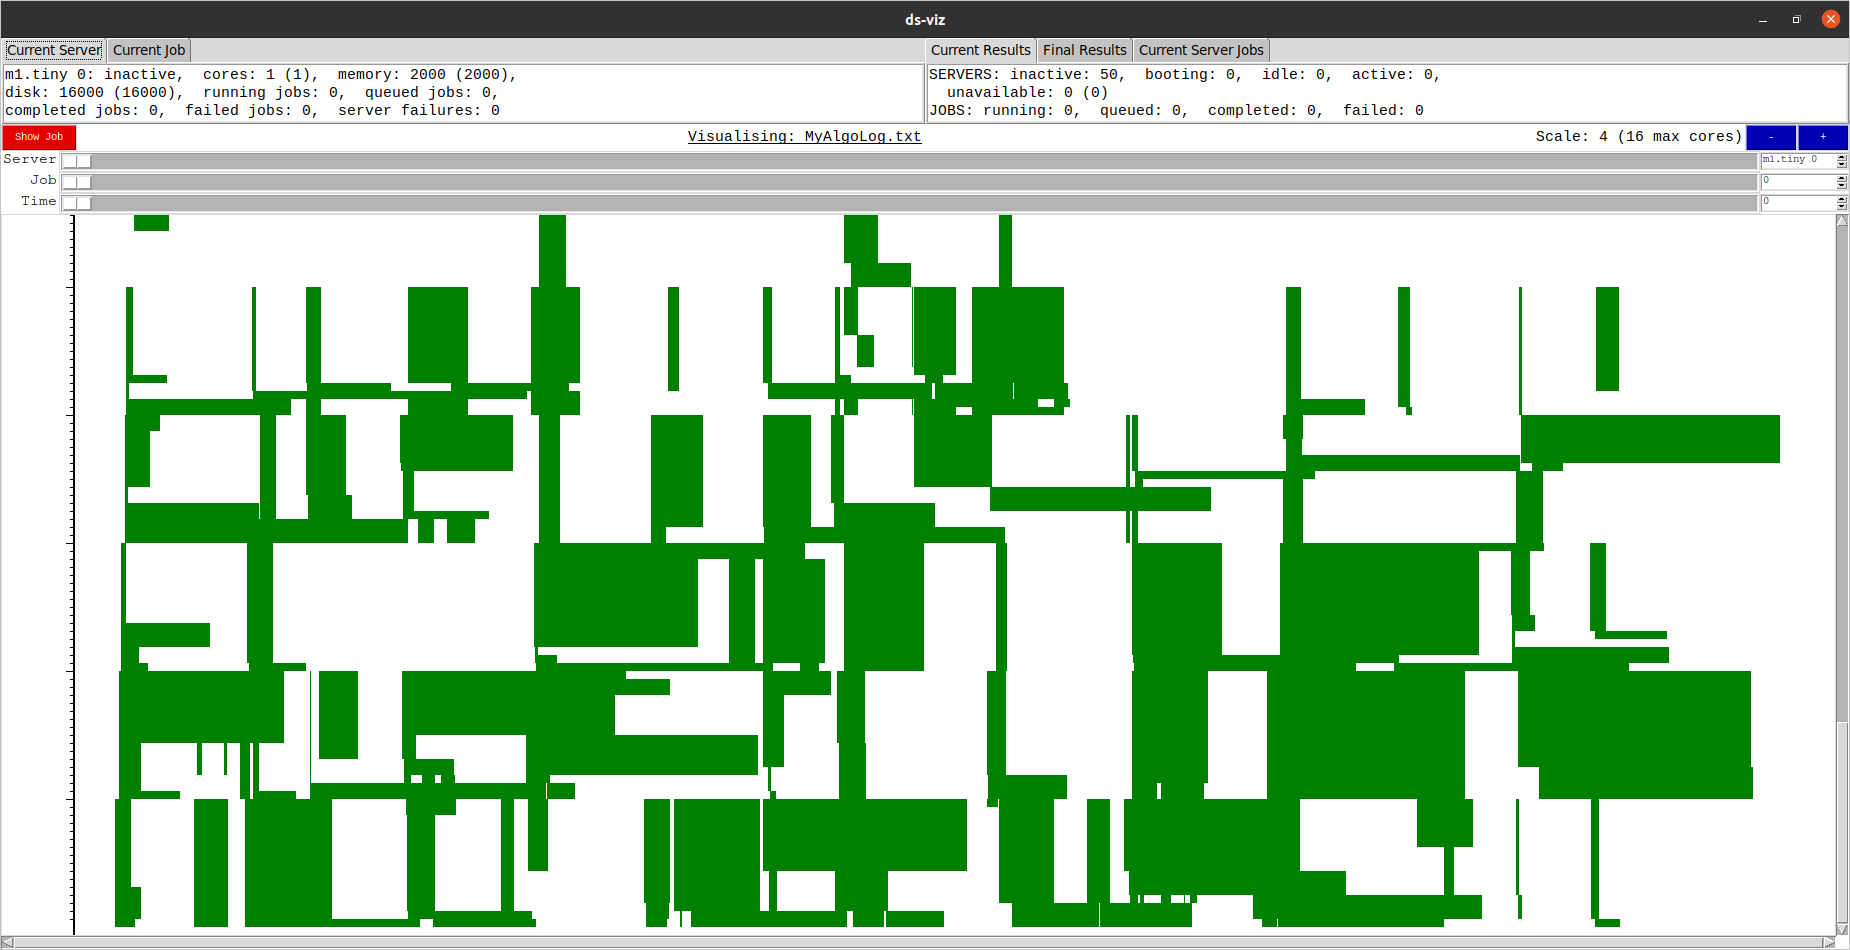 ds-viz
Current Server Current Job
Current Results Final Results Current Server Jobs
m1.tiny 0: inactive, cores: 1 (1), memory: 2000 (2000),
disk: 16000 (16000), running jobs: 0, queued jobs: 0,
completed jobs: 0, failed jobs: 0, server failures: 0
SERVERS: inactive: 50, booting: 0, idle: 0, active: 0,
unavailable: 0 (0)
JOBS: running: 0, queued: 0, completed: 0, failed: 0
Show Job Visualising: MyAlgoLog.txt Scale: 4 (16 max cores) - +
Server m1.tiny 0
Job 0
Time 0